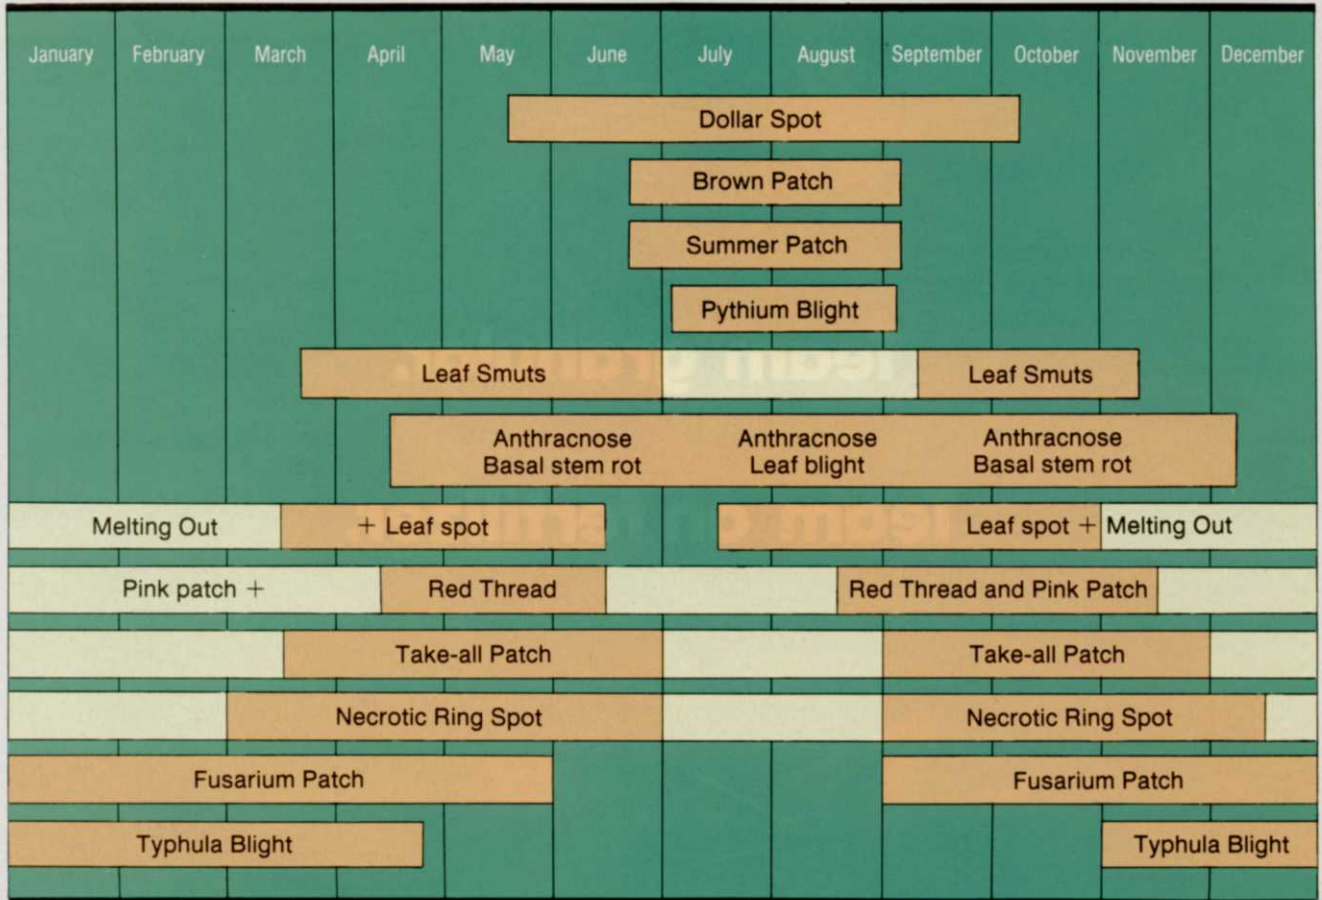 January February March April May June July August September October November December
Dollar Spot
Brown Patch
Summer Patch
Pythium Blight
Leaf Smuts Leaf Smuts
Anthracnose Anthracnose Anthracnose
Basal stem rot Leaf blight Basal stem rot
Melting Out + Leaf spot Leaf spot + Melting Out
Pink patch + Red Thread Red Thread and Pink Patch
Take-all Patch Take-all Patch
Necrotic Ring Spot Necrotic Ring Spot
Fusarium Patch Fusarium Patch
Typhula Blight Typhula Blight